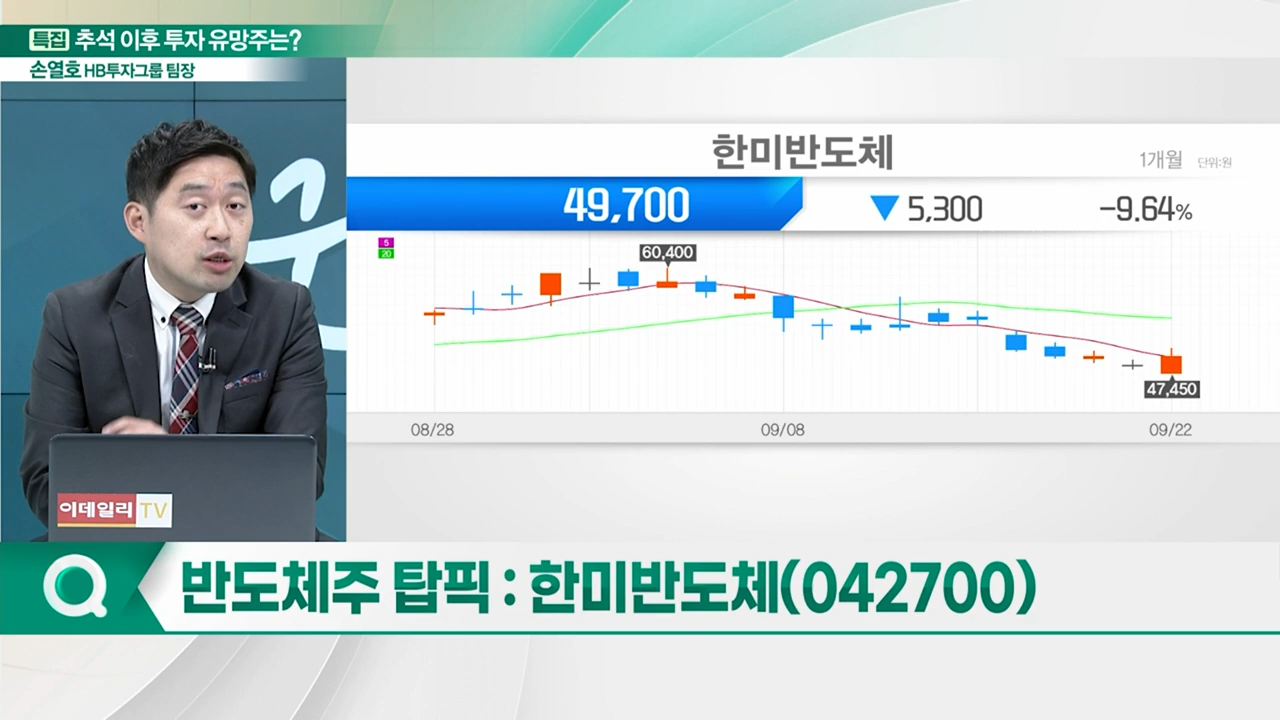 특집 추석 이후 투자 유망주는?
손열호 HB투자그룹 팀장
한미반도체
1개월 단위:원
49,700 ▼ 5,300 -9.64%
5
20
60,400
47,450
08/28 09/08 09/22
이데일리 TV
반도체주 탑픽 : 한미반도체(042700)